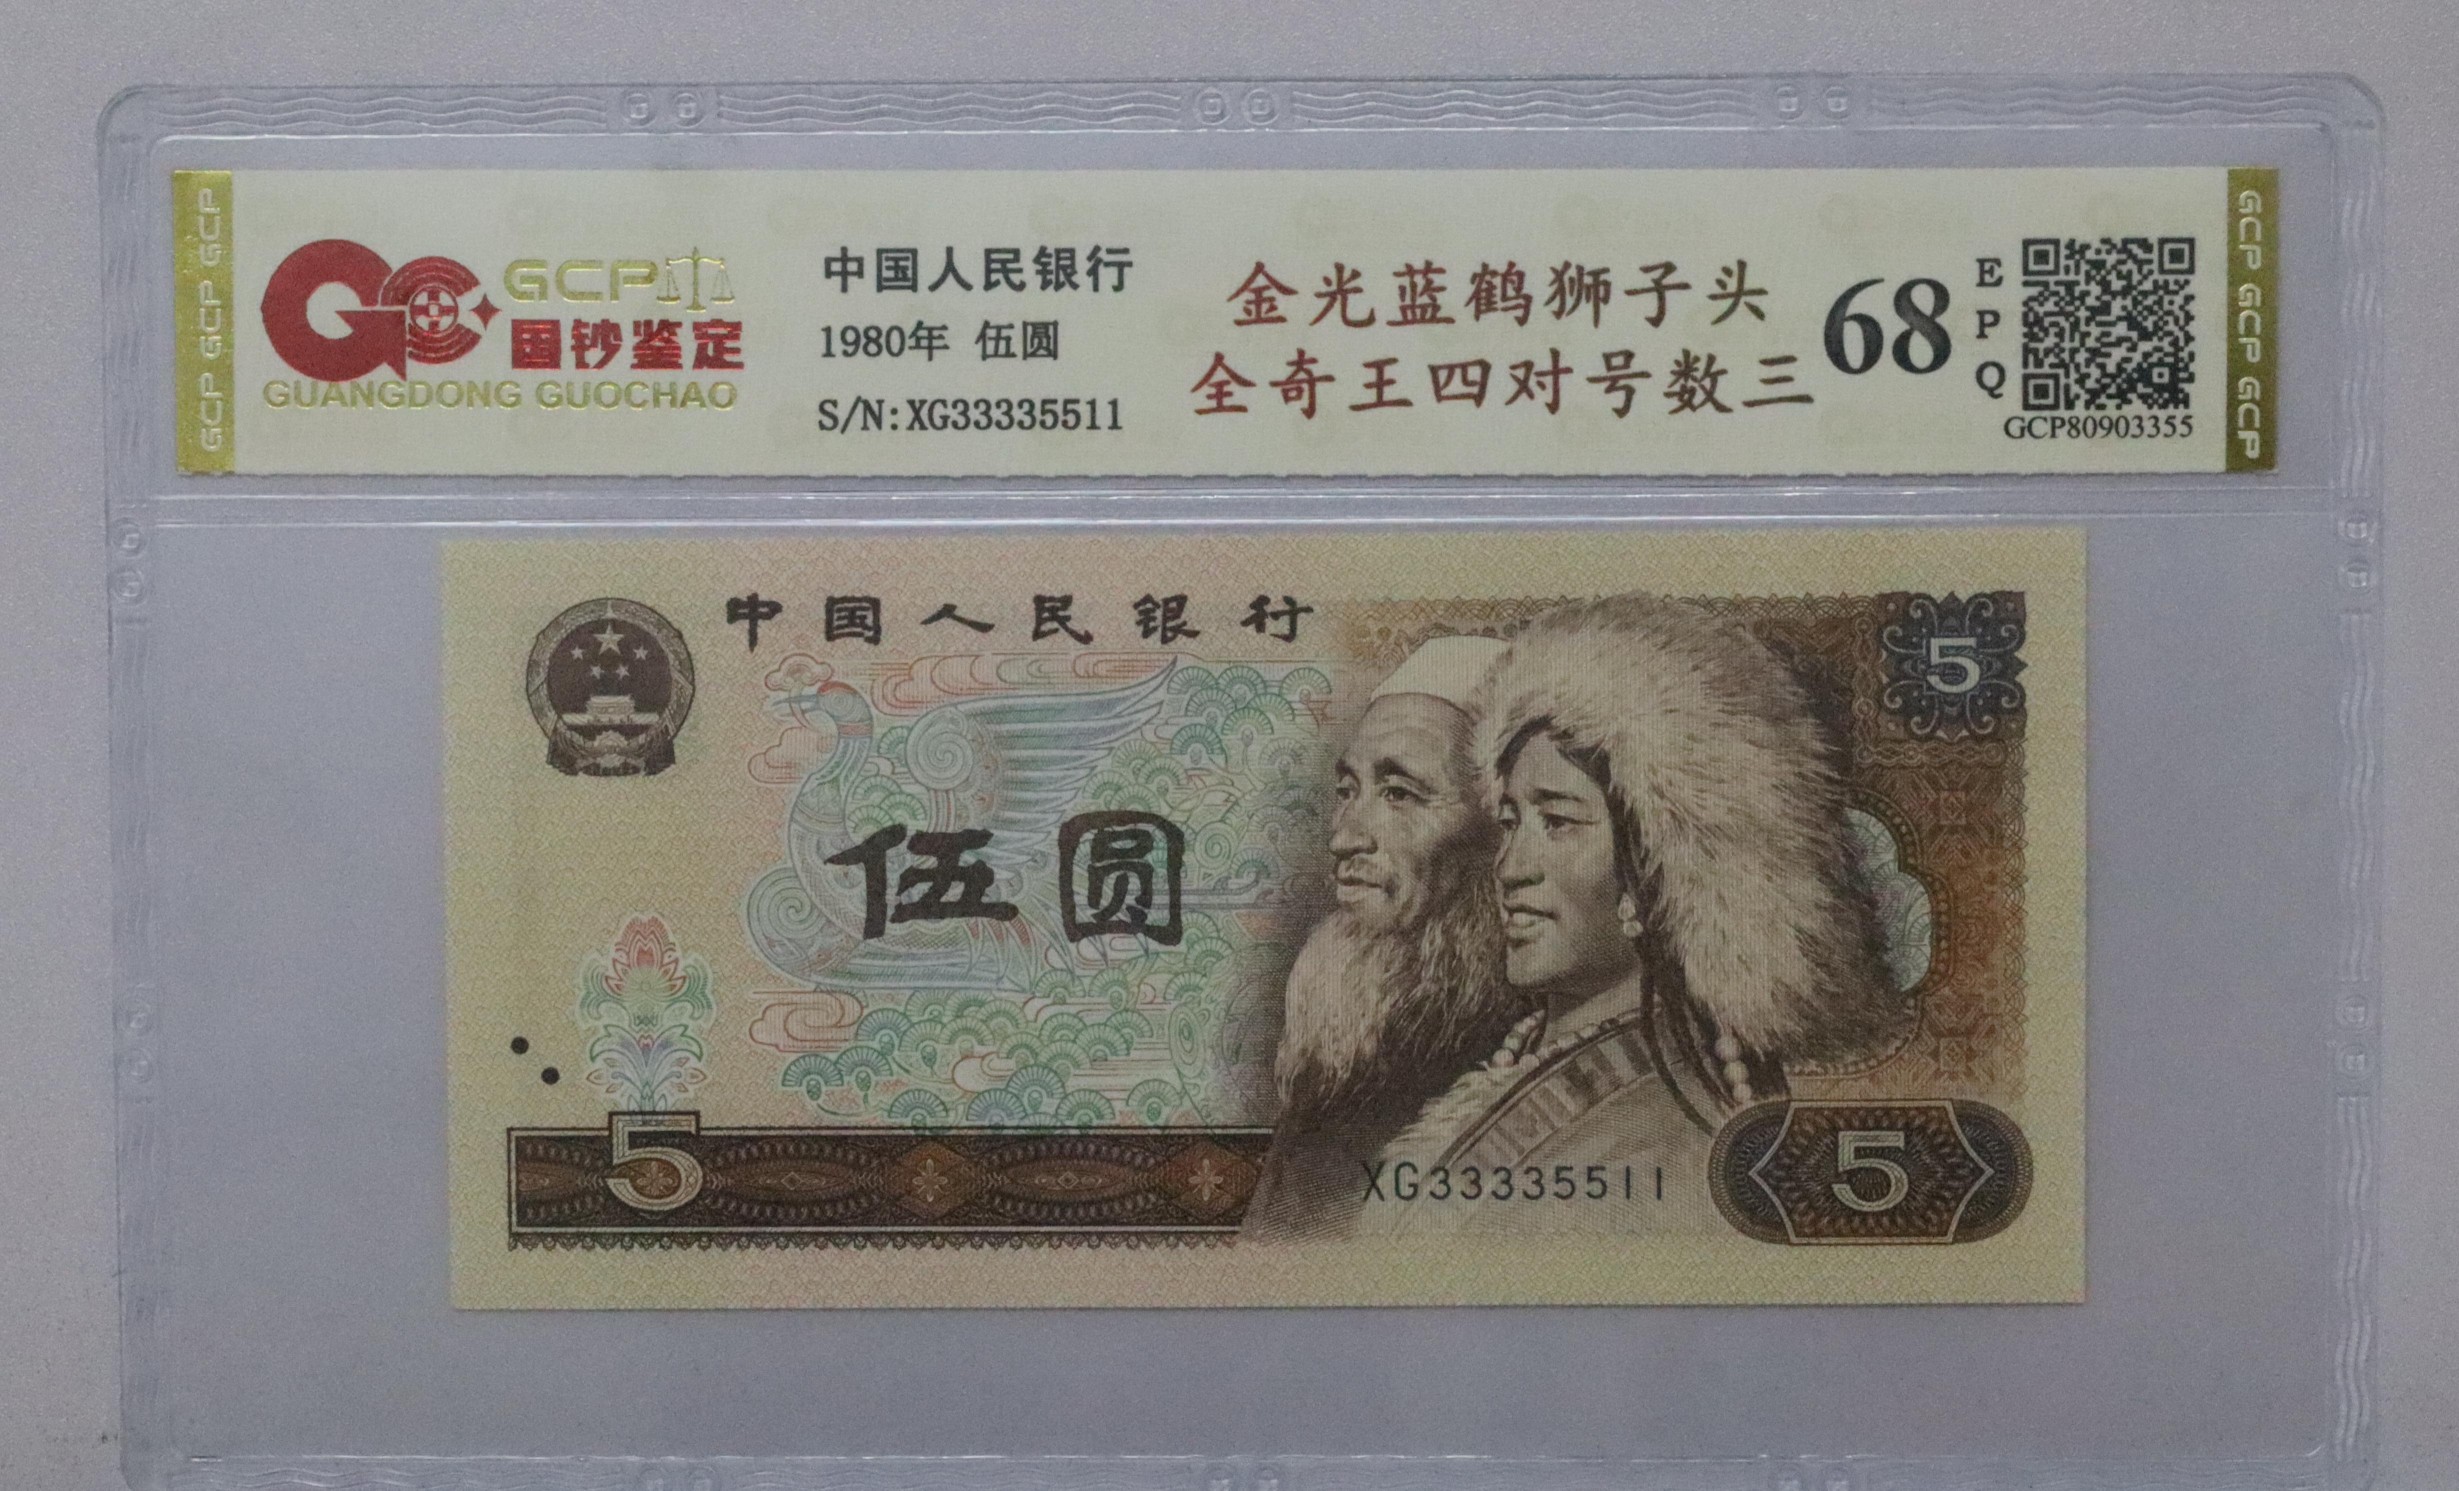 GCP GCP GCP
GCP
国钞鉴定
GUANGDONG GUOCHAO
中国人民银行
1980年 伍圆
S/N:XG33335511
金光蓝鹤狮子头
全奇王四对号数三
68
E
P
Q
GCP80903355
GCP GCP GCP
中国人民银行
5
伍圆
5
XG33335511
5